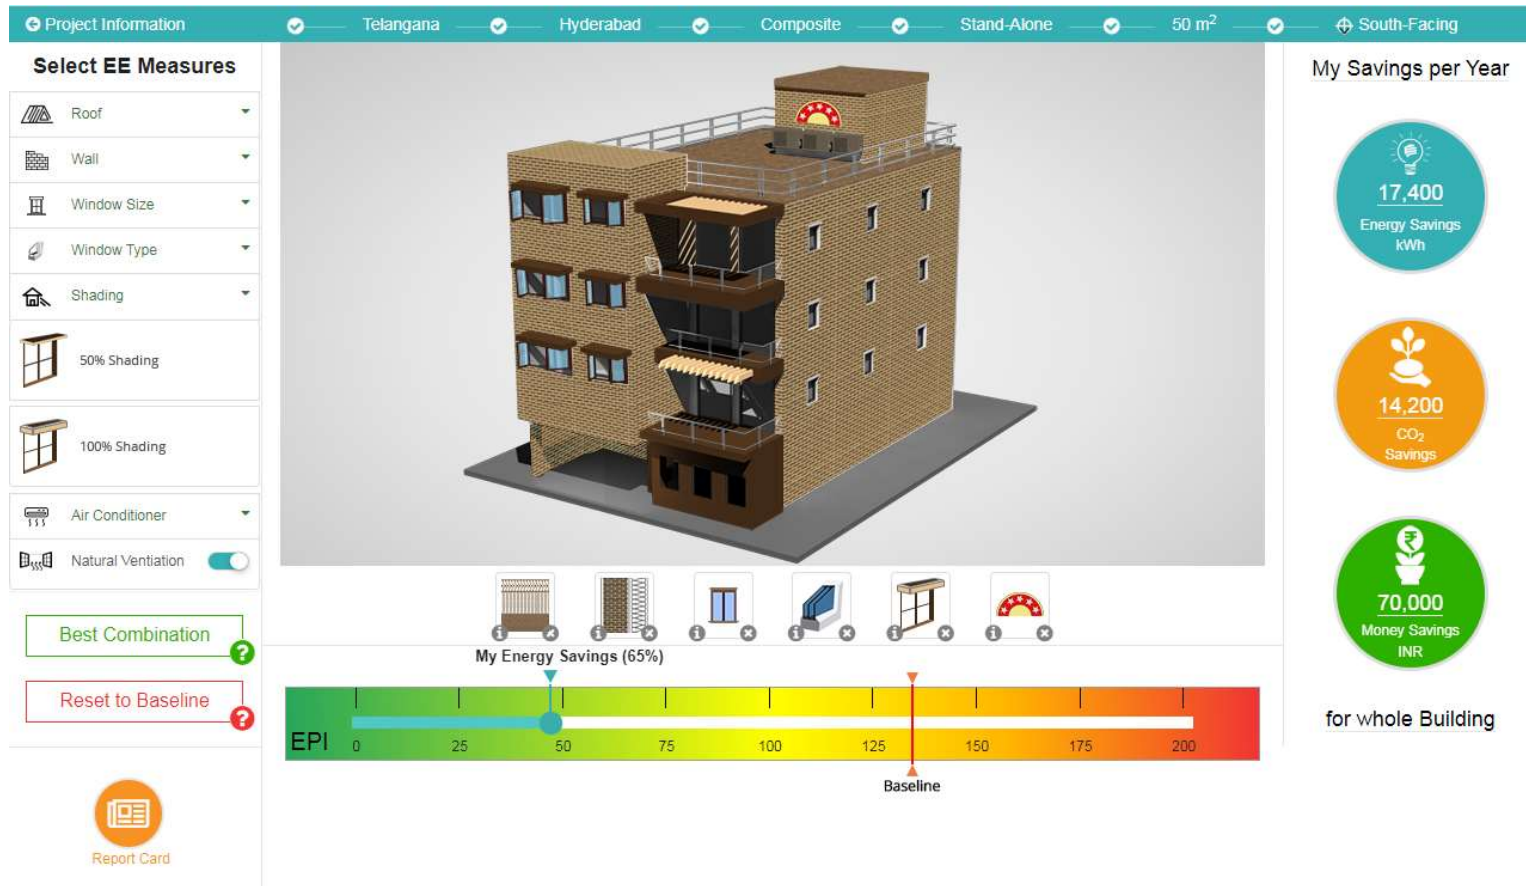 Project Information
Telangana
Hyderabad
Composite
Stand-Alone
50 m²
South-Facing
Select EE Measures
Roof
Wall
Window Size
Window Type
Shading
50% Shading
100% Shading
Air Conditioner
Natural Ventiation
Best Combination
?
Reset to Baseline
?
Report Card
My Energy Savings (65%)
EPI
0 25 50 75 100 125 150 175 200
Baseline
My Savings per Year
17,400
Energy Savings
kWh
14,200
CO₂
Savings
₹
70,000
Money Savings
INR
for whole Building